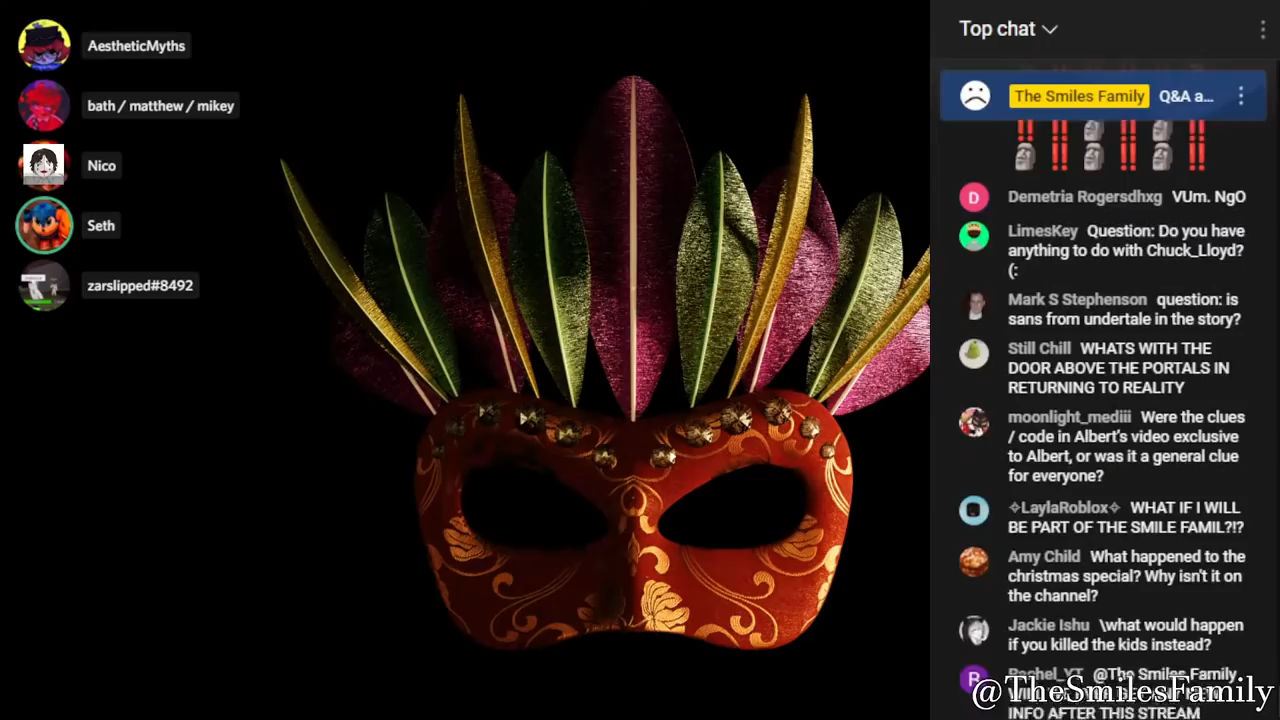 AestheticMyths
bath / matthew / mikey
Nico
Seth
zarslipped#8492
Top chat
The Smiles Family Q&A a...
Demetria Rogersdhxg VUm. NgO
LimesKey Question: Do you have
anything to do with Chuck_Lloyd?
(:
Mark S Stephenson question: is
sans from undertale in the story?
Still Chill WHATS WITH THE
DOOR ABOVE THE PORTALS IN
RETURNING TO REALITY
moonlight_mediii Were the clues
/ code in Albert's video exclusive
to Albert, or was it a general clue
for everyone?
✧LaylaRoblox✧ WHAT IF I WILL
BE PART OF THE SMILE FAMIL?!?
Amy Child What happened to the
christmas special? Why isn't it on
the channel?
Jackie Ishu \what would happen
if you killed the kids instead?
Rachel_YT @The Smiles Family
@TheSmilesFamily
INFO AFTER THIS STREAM